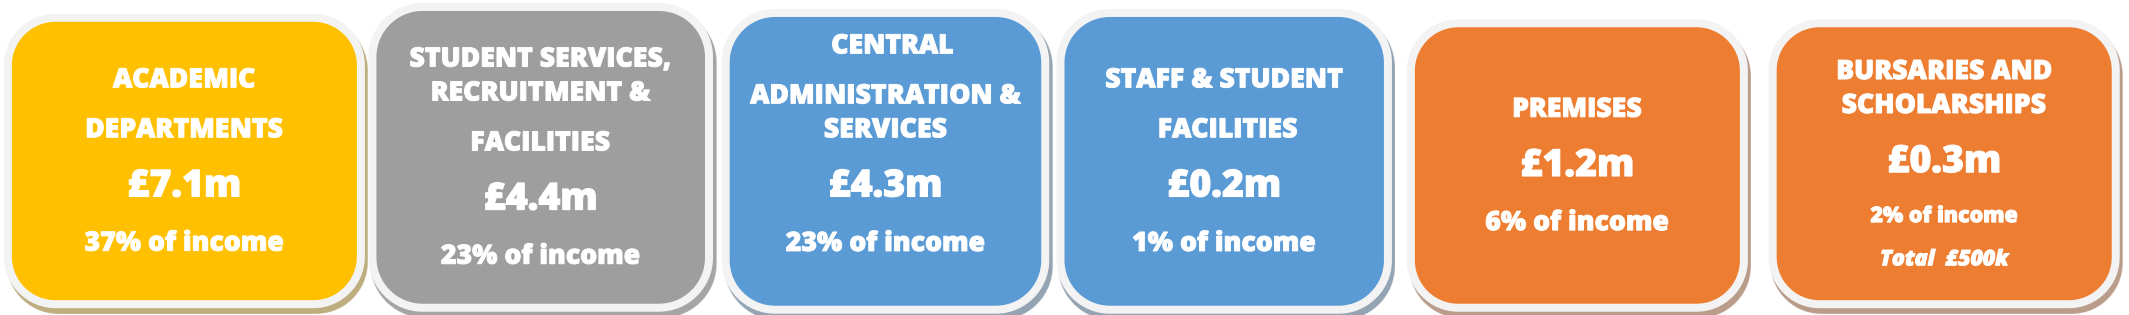 ACADEMIC
DEPARTMENTS
£7.1m
37% of income
STUDENT SERVICES,
RECRUITMENT &
FACILITIES
£4.4m
23% of income
CENTRAL
ADMINISTRATION &
SERVICES
£4.3m
23% of income
STAFF & STUDENT
FACILITIES
£0.2m
1% of income
PREMISES
£1.2m
6% of income
BURSARIES AND
SCHOLARSHIPS
£0.3m
2% of income
Total £500k